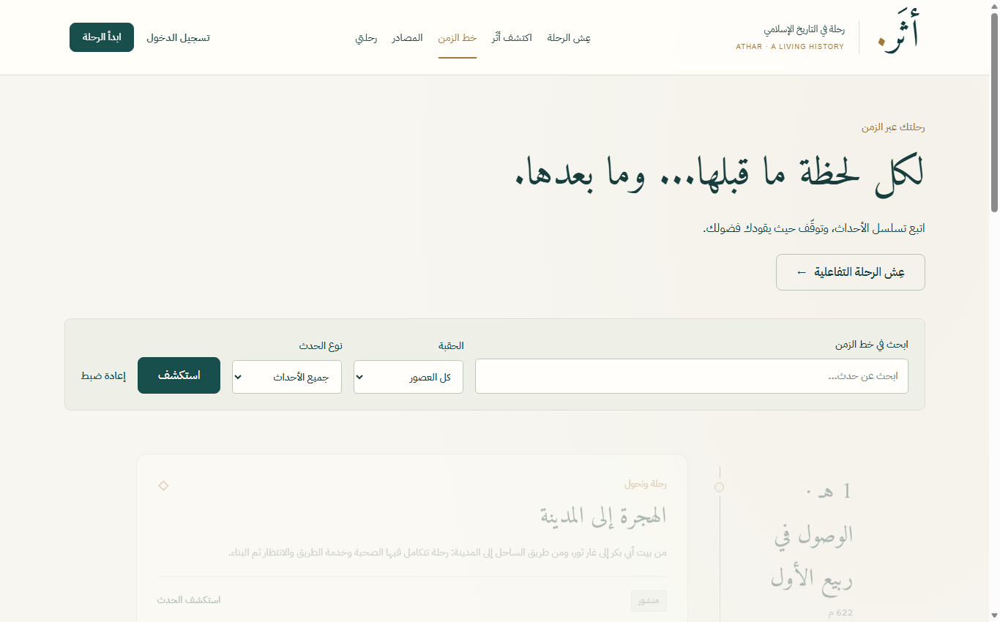 أَثَر
رحلة في التاريخ الإسلامي
ATHAR · A LIVING HISTORY
عِش الرحلة
اكتشف أثَر
خط الزمن
المصادر
رحلتي
تسجيل الدخول
ابدأ الرحلة
رحلتك عبر الزمن
لكل لحظة ما قبلها... وما بعدها.
اتبع تسلسل الأحداث، وتوقّف حيث يقودك فضولك.
عِش الرحلة التفاعلية ←
ابحث في خط الزمن
ابحث عن حدث...
الحقبة
كل العصور
نوع الحدث
جميع الأحداث
استكشف
إعادة ضبط
1 هـ ·
الوصول في
ربيع الأول
622 م
رحلة وتحول
الهجرة إلى المدينة
من بيت أبي بكر إلى غار ثور، ومن طريق الساحل إلى المدينة: رحلة تتكامل فيها الصحبة وخدمة الطريق والانتظار ثم البناء.
منشور
استكشف الحدث